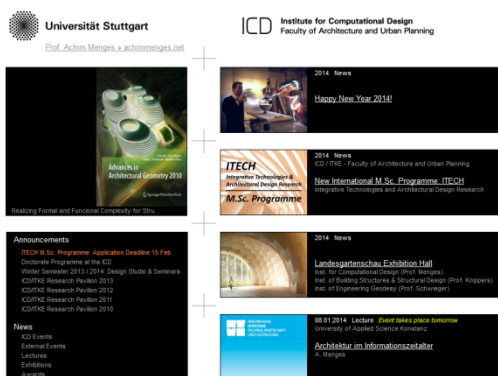 Universität Stuttgart
Prof. Achim Menges » achimmenges.net
ICD
Institute for Computational Design
Faculty of Architecture and Urban Planning
Advances in
Architectural Geometry 2010
Springer
Realizing Formal and Funcional Complexity for Stru...
Announcements
ITECH M.Sc. Programme: Application Deadline 15 Feb
Doctorate Programme at the ICD
Winter Semester 2013 / 2014: Design Studio & Seminars
ICD/ITKE Research Pavilion 2013
ICD/ITKE Research Pavilion 2012
ICD/ITKE Research Pavilion 2011
ICD/ITKE Research Pavilion 2010
News
ICD Events
External Events
Lectures
Exhibitions
Awards
2014 News
Happy New Year 2014!
ITECH
Integrative Technologies &
Architectural Design Research
M.Sc. Programme
2014 News
ICD / ITKE - Faculty of Architecture and Urban Planning
New International M.Sc. Programme: ITECH
Integrative Technologies and Architectural Design Research
2014 News
Landesgartenschau Exhibition Hall
Inst. for Computational Design (Prof. Menges)
Inst. of Building Structures & Structural Design (Prof. Knippers)
Inst. of Engineering Geodesy (Prof. Schwieger)
HOCHSCHULE
KONSTANZ
TECHNIK, WIRTSCHAFT
UND GESTALTUNG
08.01.2014 Lecture Event takes place tomorrow
University of Applied Science Konstanz
Architektur im Informationszeitalter
A. Menges